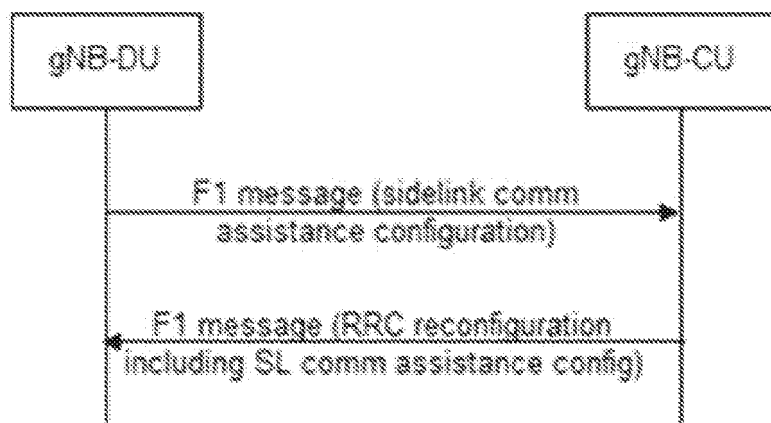 gNB-DU
gNB-CU
F1 message (sidelink comm
assistance configuration)
F1 message (RRC reconfiguration
including SL comm assistance config)